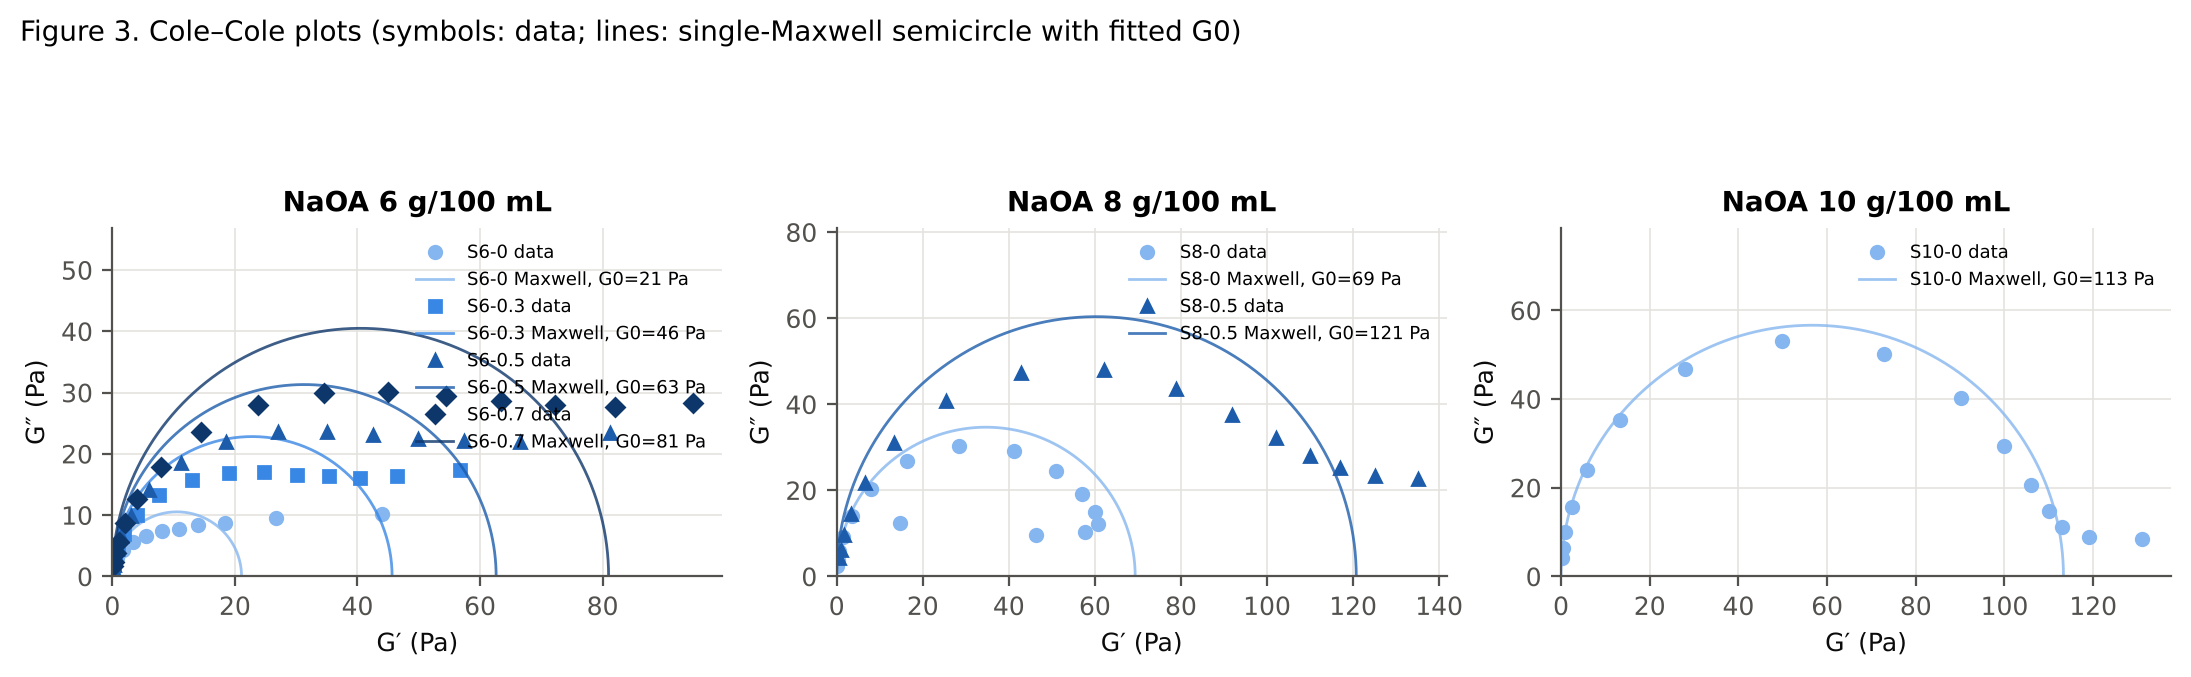 Figure 3. Cole–Cole plots (symbols: data; lines: single-Maxwell semicircle with fitted G0)
NaOA 6 g/100 mL
S6-0 data
S6-0 Maxwell, G0=21 Pa
S6-0.3 data
S6-0.3 Maxwell, G0=46 Pa
S6-0.5 data
S6-0.5 Maxwell, G0=63 Pa
S6-0.7 data
S6-0.7 Maxwell, G0=81 Pa
50
40
30
20
10
0
G″ (Pa)
0 20 40 60 80
G′ (Pa)
NaOA 8 g/100 mL
S8-0 data
S8-0 Maxwell, G0=69 Pa
S8-0.5 data
S8-0.5 Maxwell, G0=121 Pa
80
60
40
20
0
G″ (Pa)
0 20 40 60 80 100 120 140
G′ (Pa)
NaOA 10 g/100 mL
S10-0 data
S10-0 Maxwell, G0=113 Pa
60
40
20
0
G″ (Pa)
0 20 40 60 80 100 120
G′ (Pa)